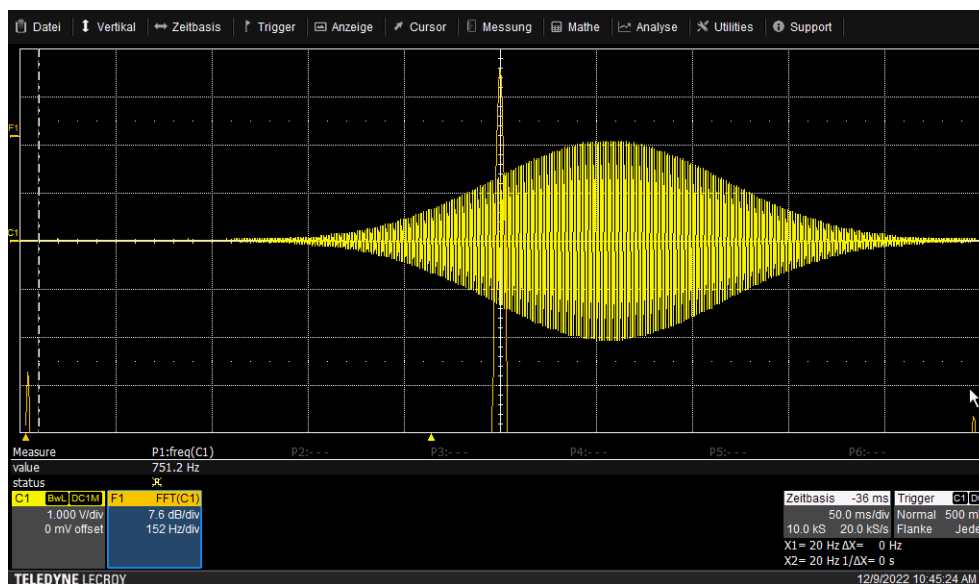 Datei Vertikal Zeitbasis Trigger Anzeige Cursor Messung Mathe Analyse Utilities Support
F1
C1
Measure P1:freq(C1) P2:- - - P3:- - - P4:- - - P5:- - - P6:- - -
value 751.2 Hz
status
C1 BwL DC1M F1 FFT(C1) Zeitbasis -36 ms Trigger C1
1.000 V/div 7.6 dB/div 50.0 ms/div Normal 500
0 mV offset 152 Hz/div 10.0 kS 20.0 kS/s Flanke Jede
X1= 20 Hz ΔX= 0 Hz
X2= 20 Hz 1/ΔX= 0 s
TELEDYNE LECROY 12/9/2022 10:45:24 AM